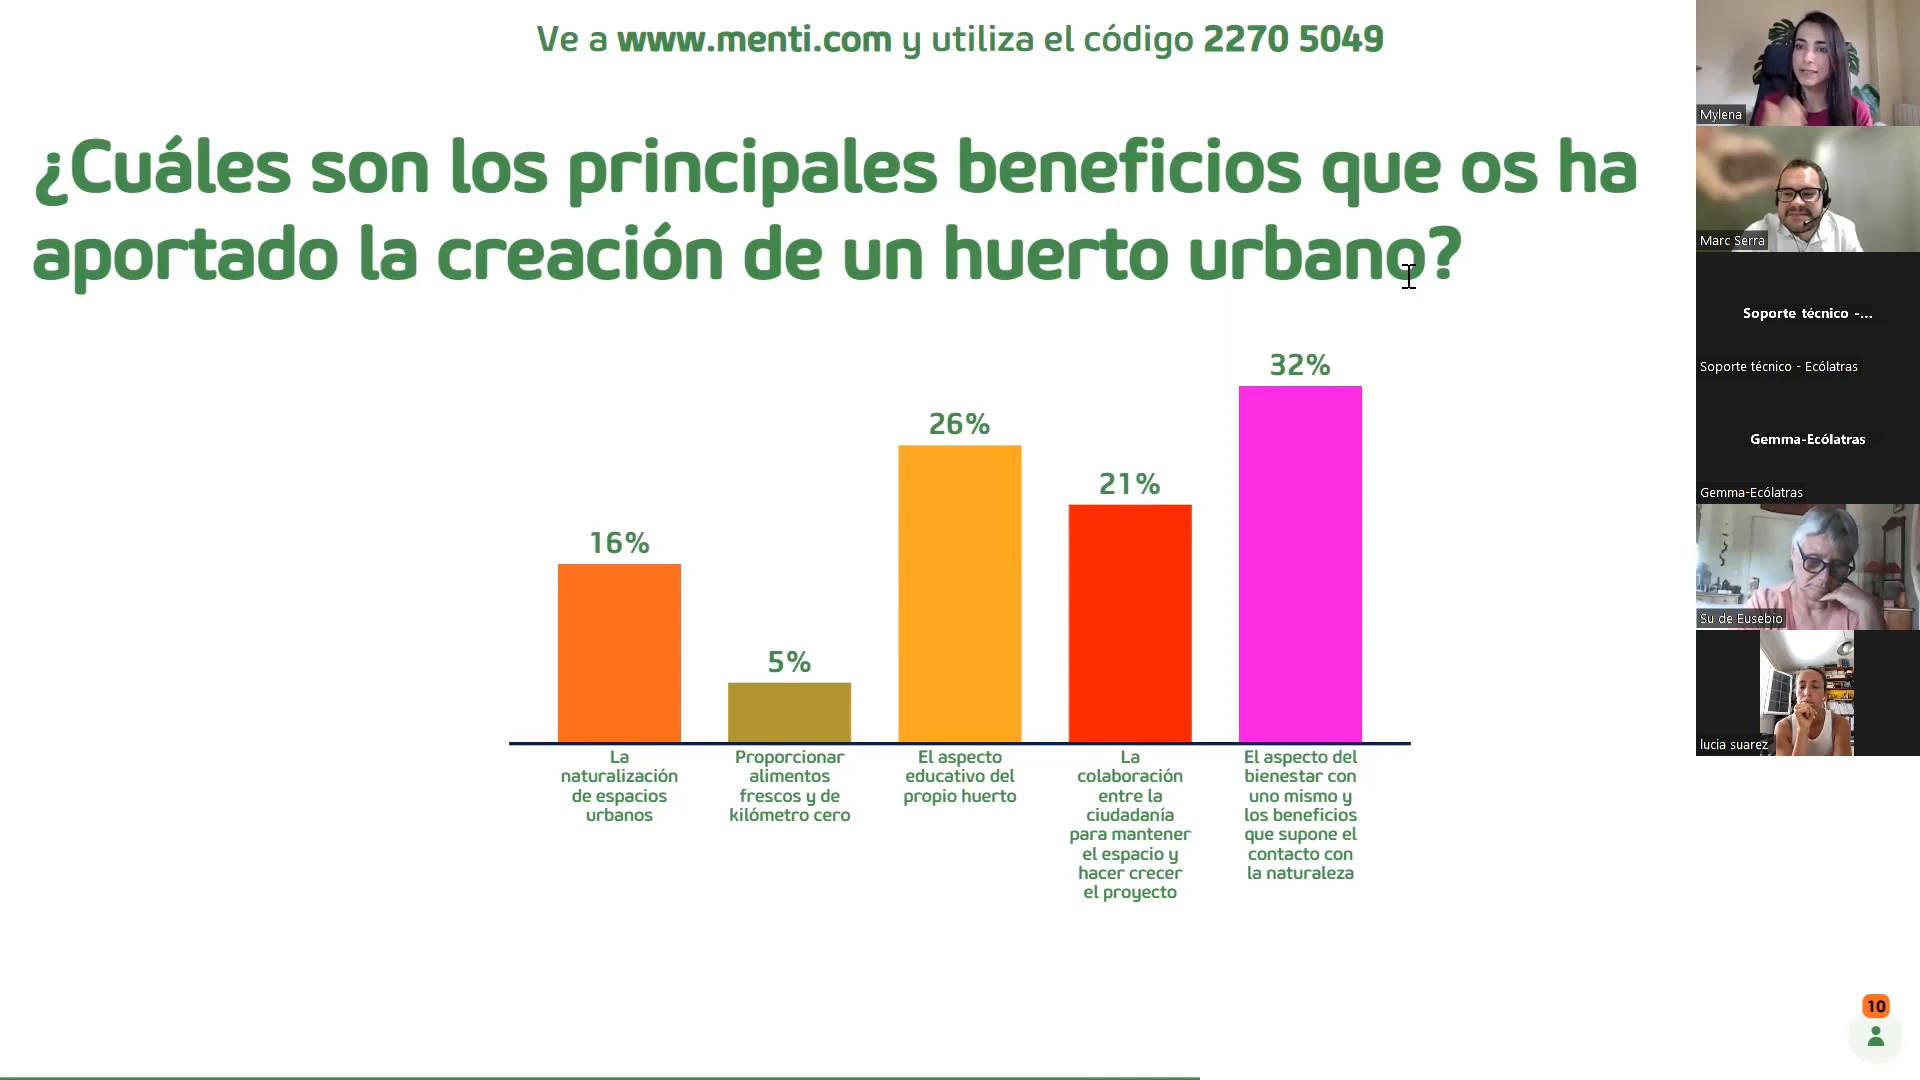 Ve a www.menti.com y utiliza el código 2270 5049
¿Cuáles son los principales beneficios que os ha
aportado la creación de un huerto urbano?
16%
5%
26%
21%
32%
La
naturalización
de espacios
urbanos
Proporcionar
alimentos
frescos y de
kilómetro cero
El aspecto
educativo del
propio huerto
La
colaboración
entre la
ciudadanía
para mantener
el espacio y
hacer crecer
el proyecto
El aspecto del
bienestar con
uno mismo y
los beneficios
que supone el
contacto con
la naturaleza
Mylena
Marc Serra
Soporte técnico -...
Soporte técnico - Ecólatras
Gemma-Ecólatras
Gemma-Ecólatras
Su de Eusebio
lucia suarez
10